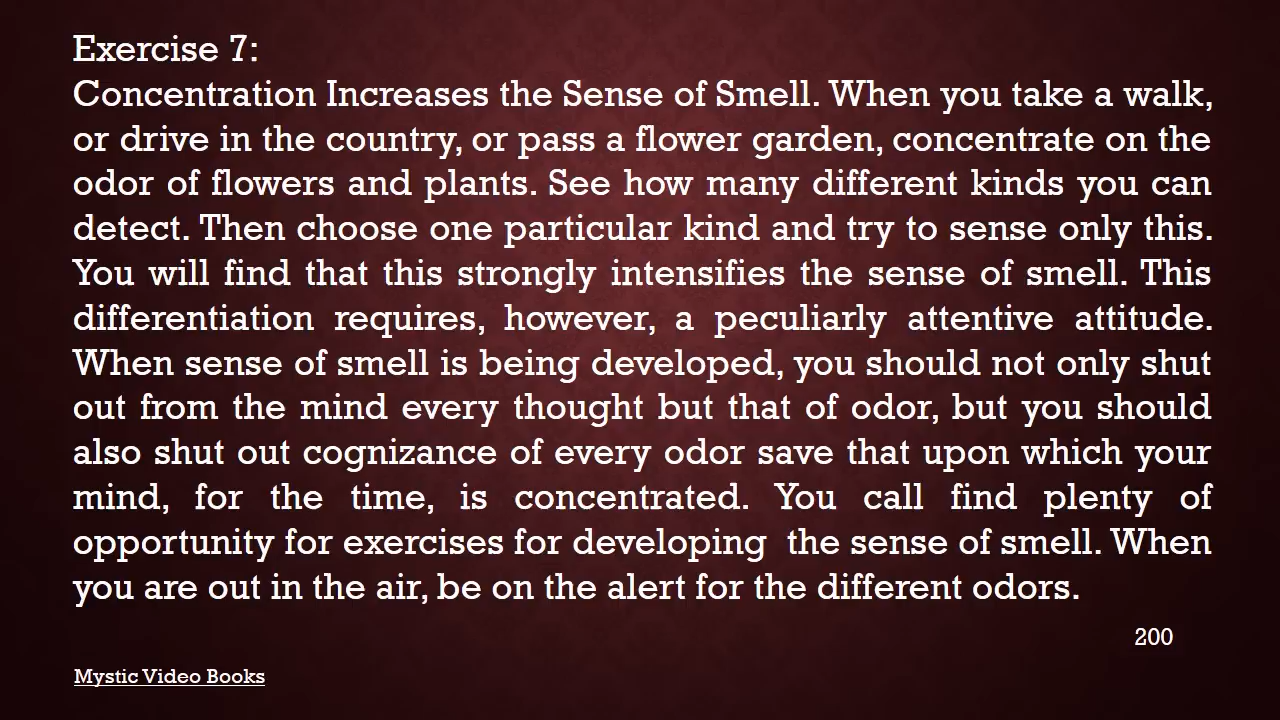 Exercise 7:
Concentration Increases the Sense of Smell. When you take a walk,
or drive in the country, or pass a flower garden, concentrate on the
odor of flowers and plants. See how many different kinds you can
detect. Then choose one particular kind and try to sense only this.
You will find that this strongly intensifies the sense of smell. This
differentiation requires, however, a peculiarly attentive attitude.
When sense of smell is being developed, you should not only shut
out from the mind every thought but that of odor, but you should
also shut out cognizance of every odor save that upon which your
mind, for the time, is concentrated. You call find plenty of
opportunity for exercises for developing  the sense of smell. When
you are out in the air, be on the alert for the different odors.
200
Mystic Video Books